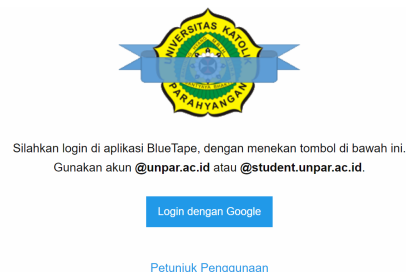 UNIVERSITAS KATOLIK
PARAHYANGAN
Silahkan login di aplikasi BlueTape, dengan menekan tombol di bawah ini.
Gunakan akun @unpar.ac.id atau @student.unpar.ac.id.
Login dengan Google
Petunjuk Penggunaan